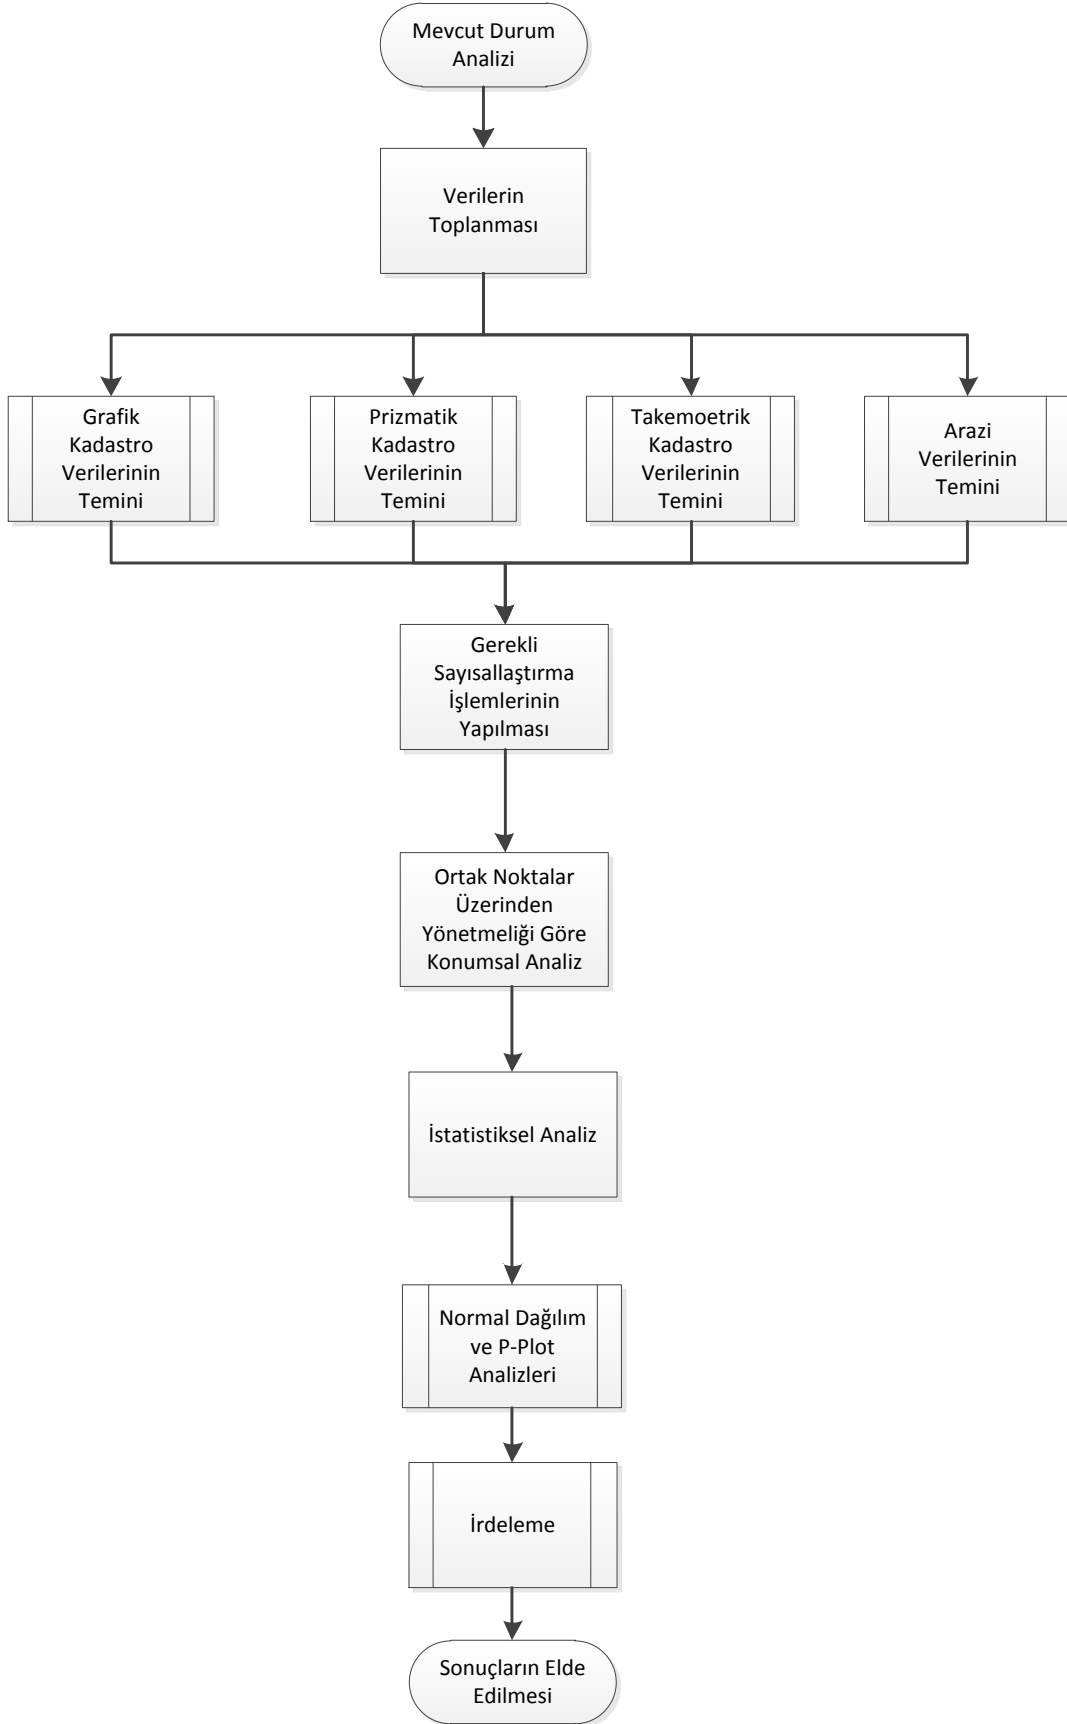 Mevcut Durum
Analizi
Verilerin
Toplanması
Grafik
Kadastro
Verilerinin
Temini
Prizmatik
Kadastro
Verilerinin
Temini
Takemoetrik
Kadastro
Verilerinin
Temini
Arazi
Verilerinin
Temini
Gerekli
Sayısallaştırma
İşlemlerinin
Yapılması
Ortak Noktalar
Üzerinden
Yönetmeliği Göre
Konumsal Analiz
İstatistiksel Analiz
Normal Dağılım
ve P-Plot
Analizleri
İrdeleme
Sonuçların Elde
Edilmesi